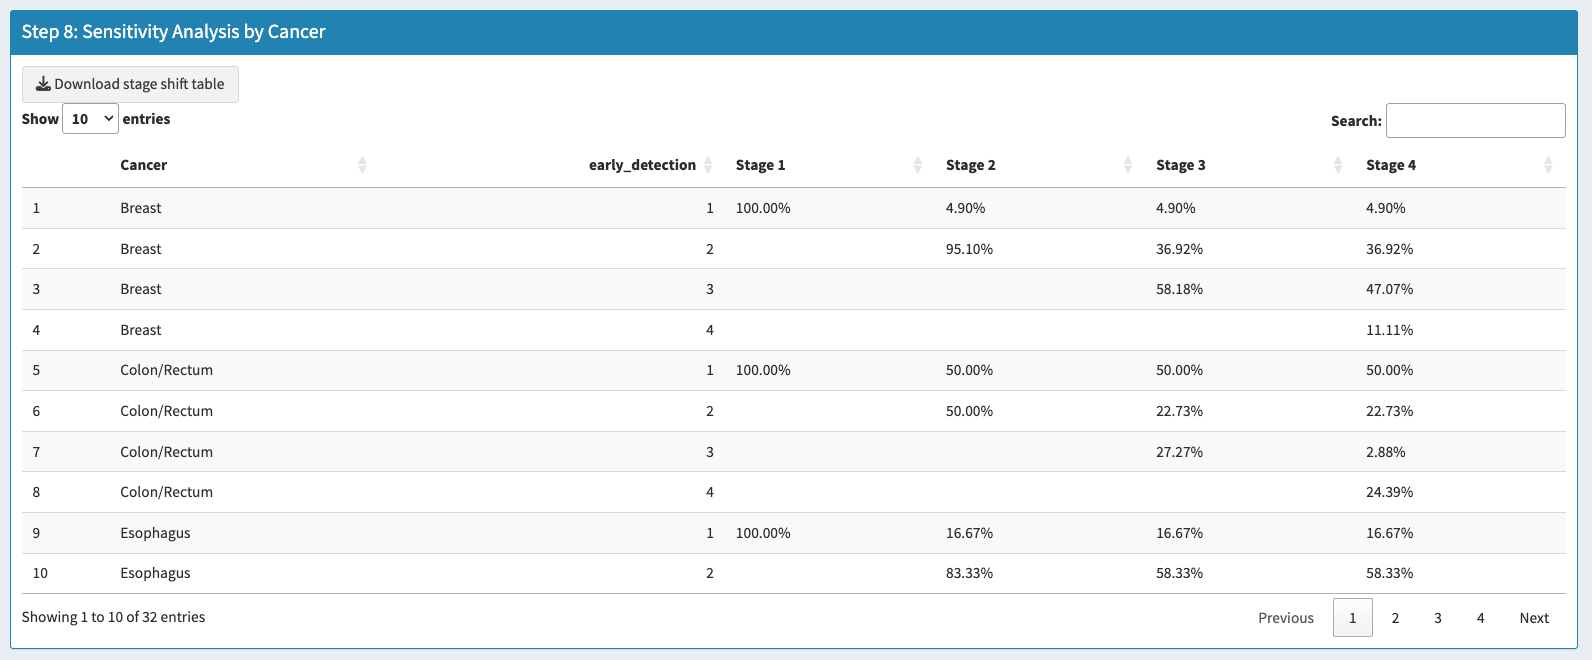 Step 8: Sensitivity Analysis by Cancer
Download stage shift table
Show 10 entries Search:
Cancer early_detection Stage 1 Stage 2 Stage 3 Stage 4
1 Breast 1 100.00% 4.90% 4.90% 4.90%
2 Breast 2 95.10% 36.92% 36.92%
3 Breast 3 58.18% 47.07%
4 Breast 4 11.11%
5 Colon/Rectum 1 100.00% 50.00% 50.00% 50.00%
6 Colon/Rectum 2 50.00% 22.73% 22.73%
7 Colon/Rectum 3 27.27% 2.88%
8 Colon/Rectum 4 24.39%
9 Esophagus 1 100.00% 16.67% 16.67% 16.67%
10 Esophagus 2 83.33% 58.33% 58.33%
Showing 1 to 10 of 32 entries Previous 1 2 3 4 Next